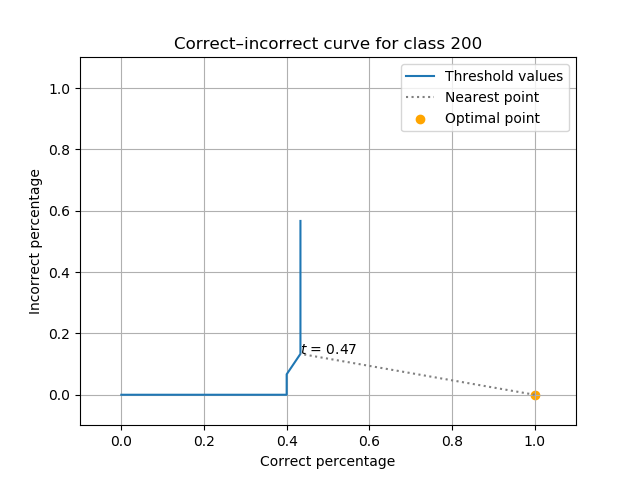 Correct–incorrect curve for class 200
Threshold values
Nearest point
Optimal point
Incorrect percentage
1.0
0.8
0.6
0.4
0.2
0.0
t = 0.47
0.0 0.2 0.4 0.6 0.8 1.0
Correct percentage